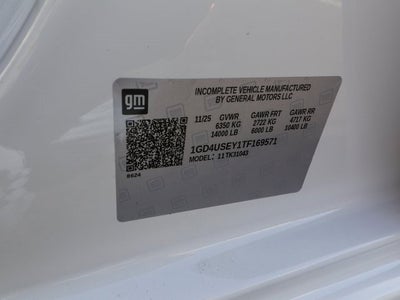 gm
INCOMPLETE VEHICLE MANUFACTURED
BY GENERAL MOTORS LLC
11/25 GVWR GAWR FRT GAWR RR
6350 KG 2722 KG 4717 KG
14000 LB 6000 LB 10400 LB
1GD4USEY1TF169571
MODEL: 11TK31043
8624